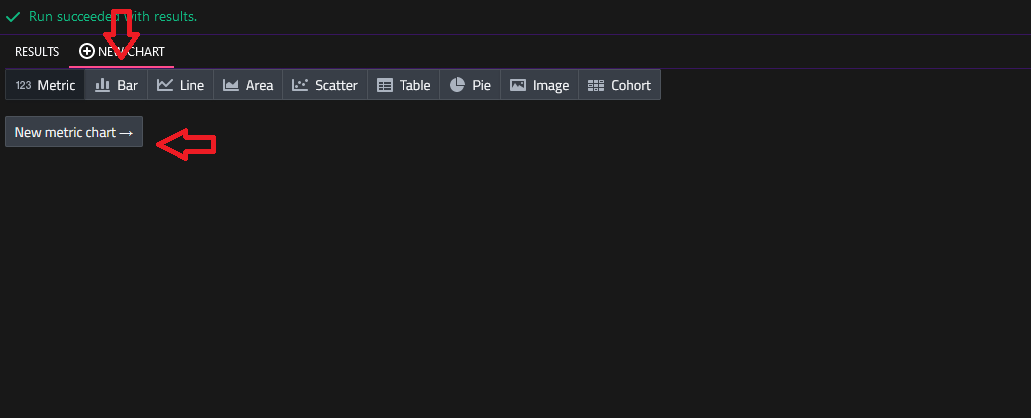 Run succeeded with results.
RESULTS NEW CHART
123 Metric Bar Line Area Scatter Table Pie Image Cohort
New metric chart →